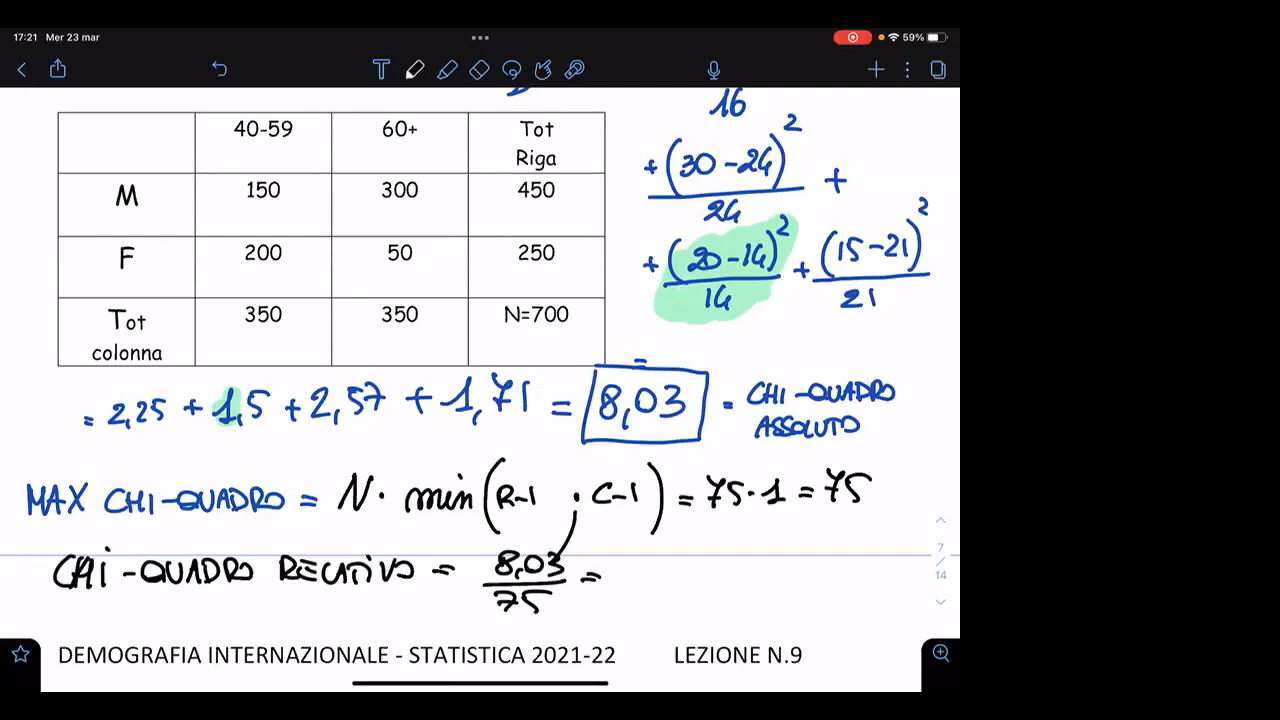 17:21 Mer 23 mar
59%
T
16
+(30-24)²
24
+
+(20-14)²
14
+(15-21)²
21
40-59 60+ Tot Riga
M 150 300 450
F 200 50 250
Tot colonna 350 350 N=700
=
= 2,25 + 1,5 + 2,57 + 1,71 = 8,03 = CHI-QUADRO
ASSOLUTO
MAX CHI-QUADRO = N· min(R-1 , C-1) = 75·1 = 75
CHI-QUADRO RELATIVO = 8,03
75
=
7
/
14
DEMOGRAFIA INTERNAZIONALE - STATISTICA 2021-22 LEZIONE N.9